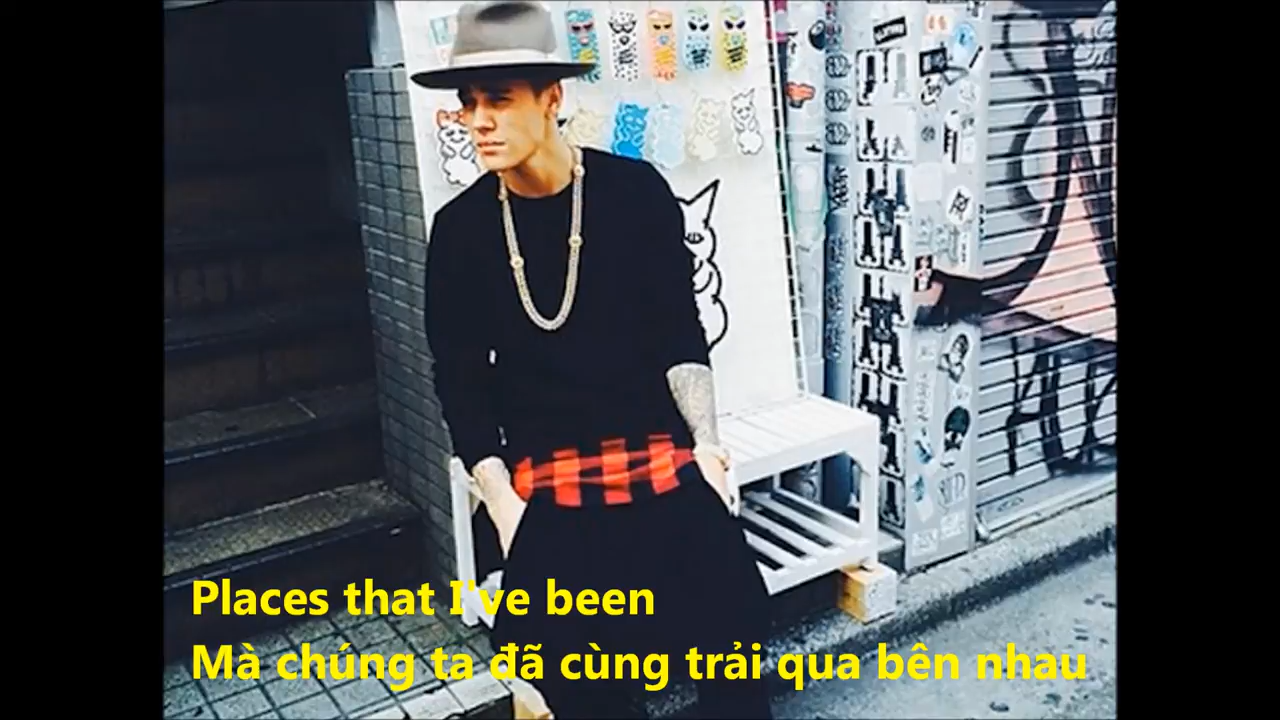 Places that I've been
Mà chúng ta đã cùng trải qua bên nhau